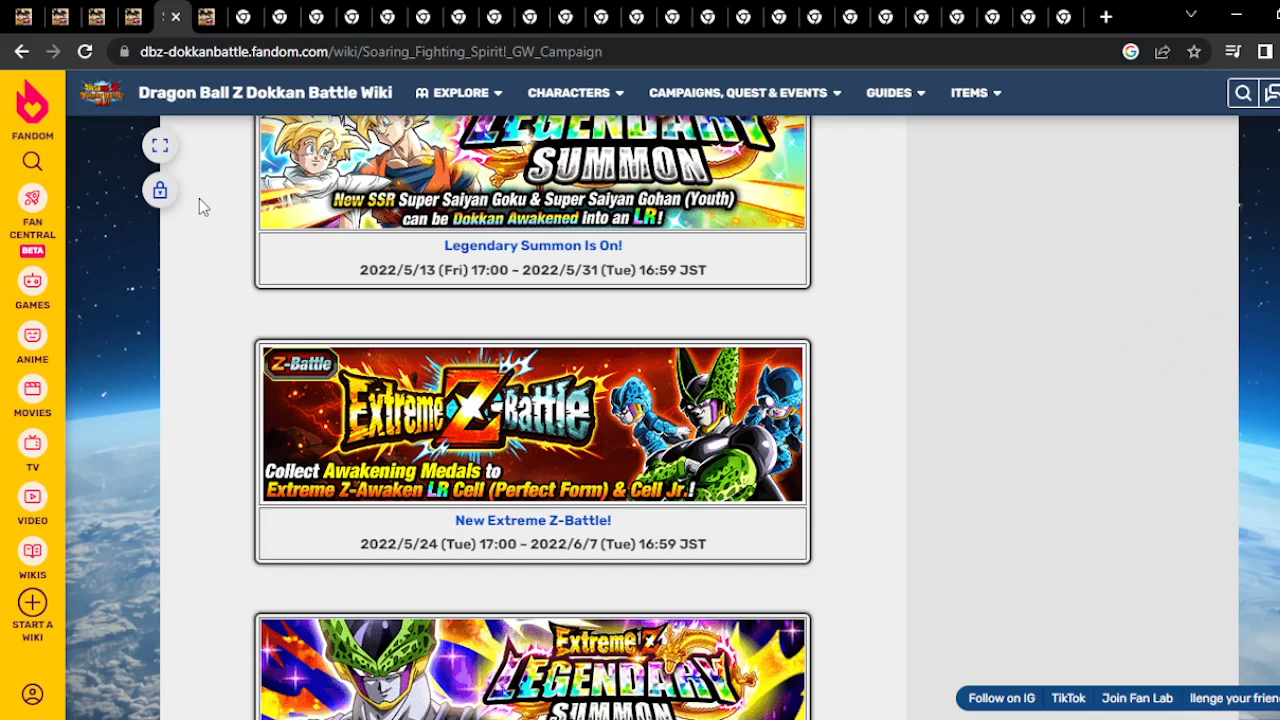 dbz-dokkanbattle.fandom.com/wiki/Soaring_Fighting_Spirit!_GW_Campaign
Dragon Ball Z Dokkan Battle Wiki
EXPLORE
CHARACTERS
CAMPAIGNS, QUEST & EVENTS
GUIDES
ITEMS
FANDOM
FAN CENTRAL
BETA
GAMES
ANIME
MOVIES
TV
VIDEO
WIKIS
START A
WIKI
LEGENDARY
SUMMON
New SSR Super Saiyan Goku & Super Saiyan Gohan (Youth)
can be Dokkan Awakened into an LR!
Legendary Summon Is On!
2022/5/13 (Fri) 17:00 ~ 2022/5/31 (Tue) 16:59 JST
Z-Battle
Extreme Z-Battle
Collect Awakening Medals to
Extreme Z-Awaken LR Cell (Perfect Form) & Cell Jr.!
New Extreme Z-Battle!
2022/5/24 (Tue) 17:00 ~ 2022/6/7 (Tue) 16:59 JST
Extreme Z
LEGENDARY
SUMMON
Follow on IG
TikTok
Join Fan Lab
llenge your frien